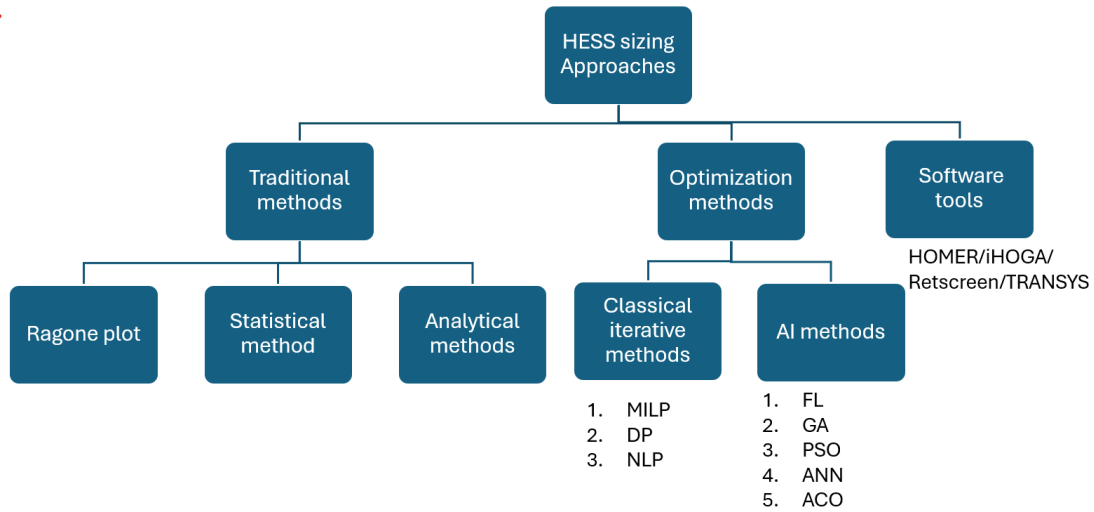 HESS sizing
Approaches
Traditional
methods
Optimization
methods
Software
tools
HOMER/iHOGA/
Retscreen/TRANSYS
Ragone plot
Statistical
method
Analytical
methods
Classical
iterative
methods
AI methods
1. MILP
2. DP
3. NLP
1. FL
2. GA
3. PSO
4. ANN
5. ACO